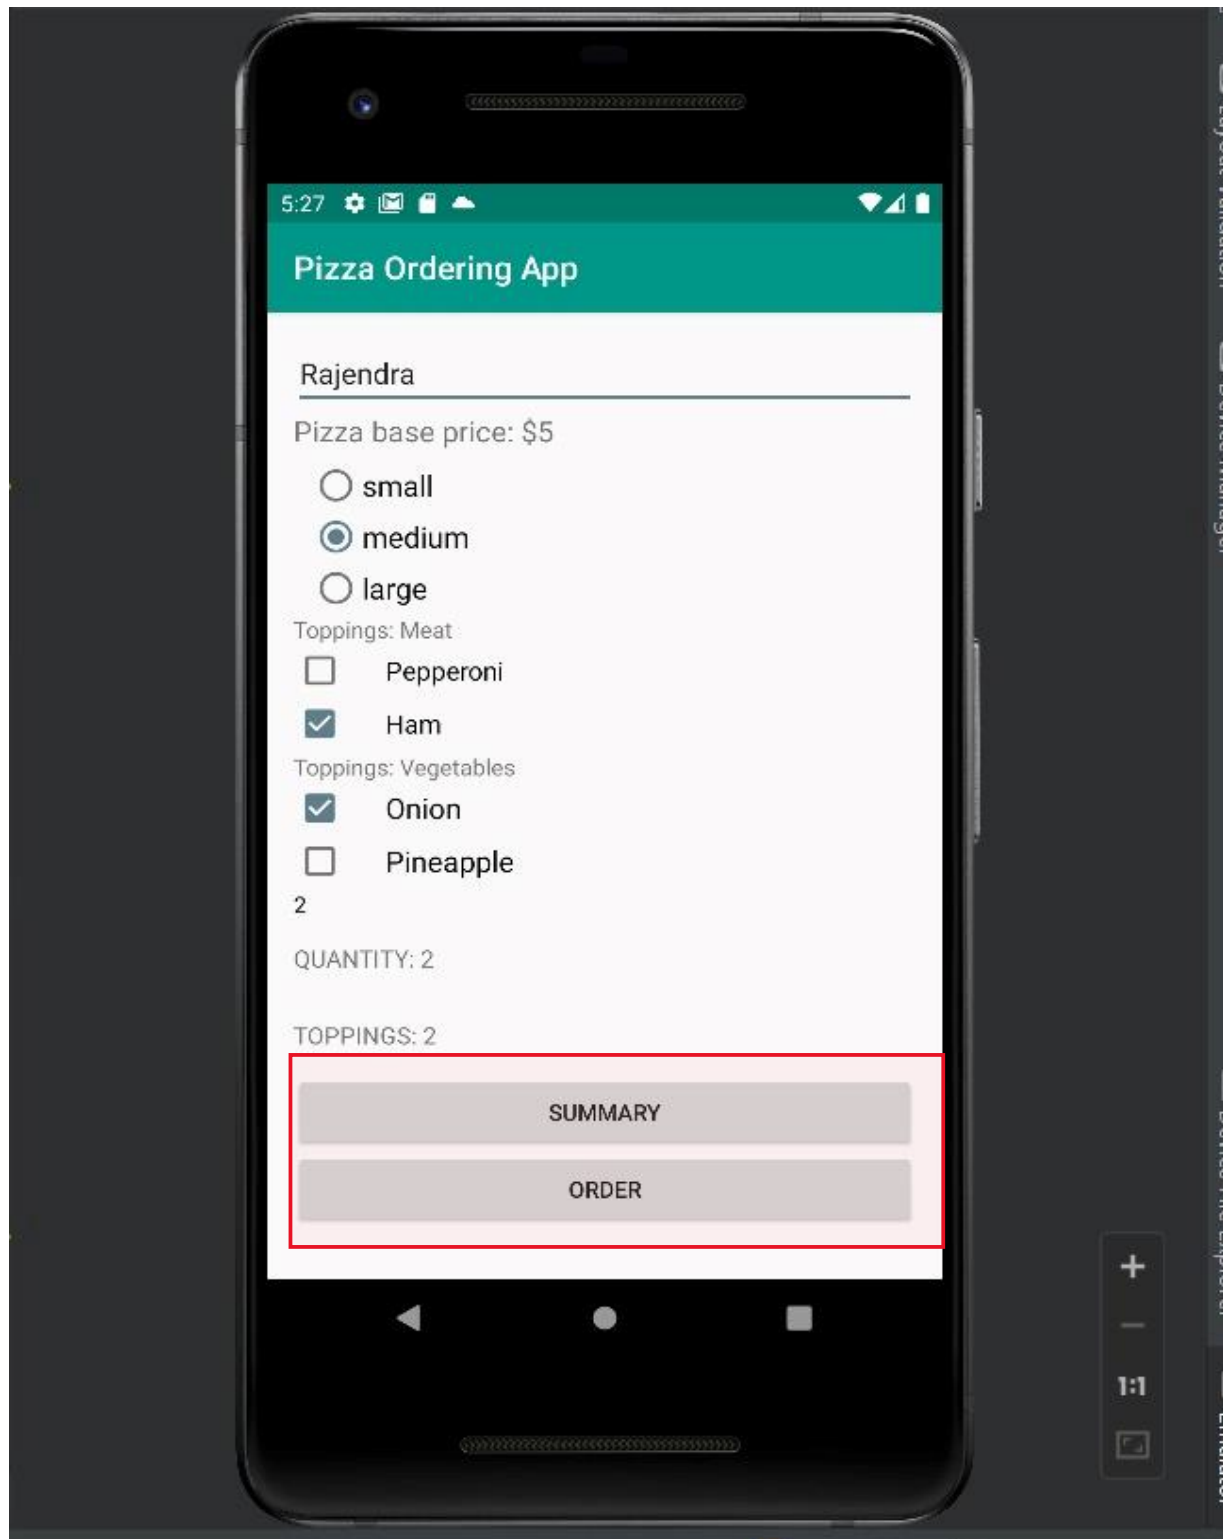 5:27
Pizza Ordering App
Rajendra
Pizza base price: $5
small
medium
large
Toppings: Meat
Pepperoni
Ham
Toppings: Vegetables
Onion
Pineapple
2
QUANTITY: 2
TOPPINGS: 2
SUMMARY
ORDER
1:1